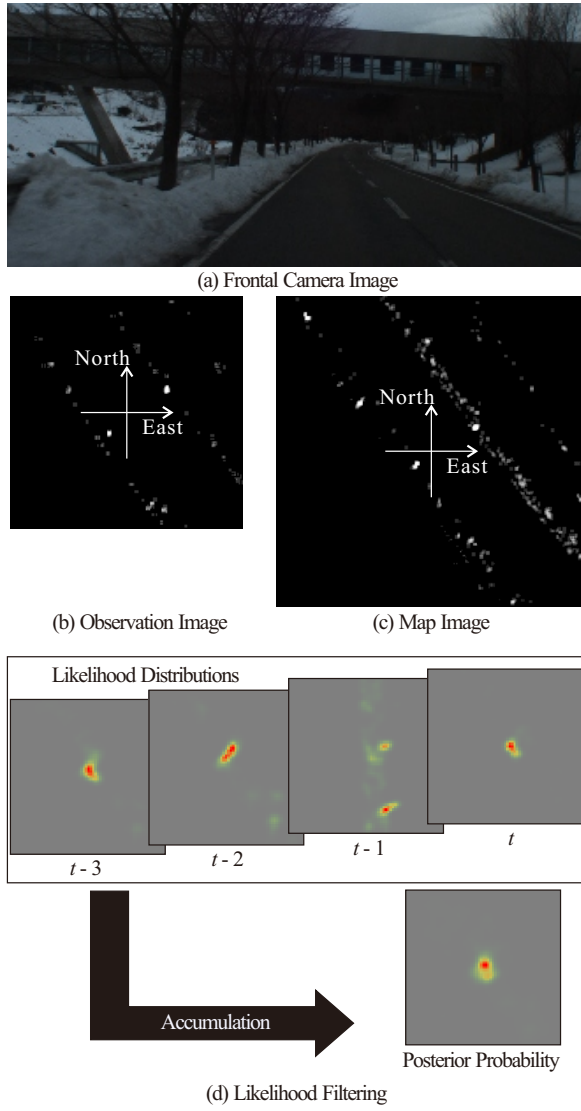 (a) Frontal Camera Image
North
East
North
East
(b) Observation Image
(c) Map Image
Likelihood Distributions
t - 3
t - 2
t - 1
t
Accumulation
Posterior Probability
(d) Likelihood Filtering